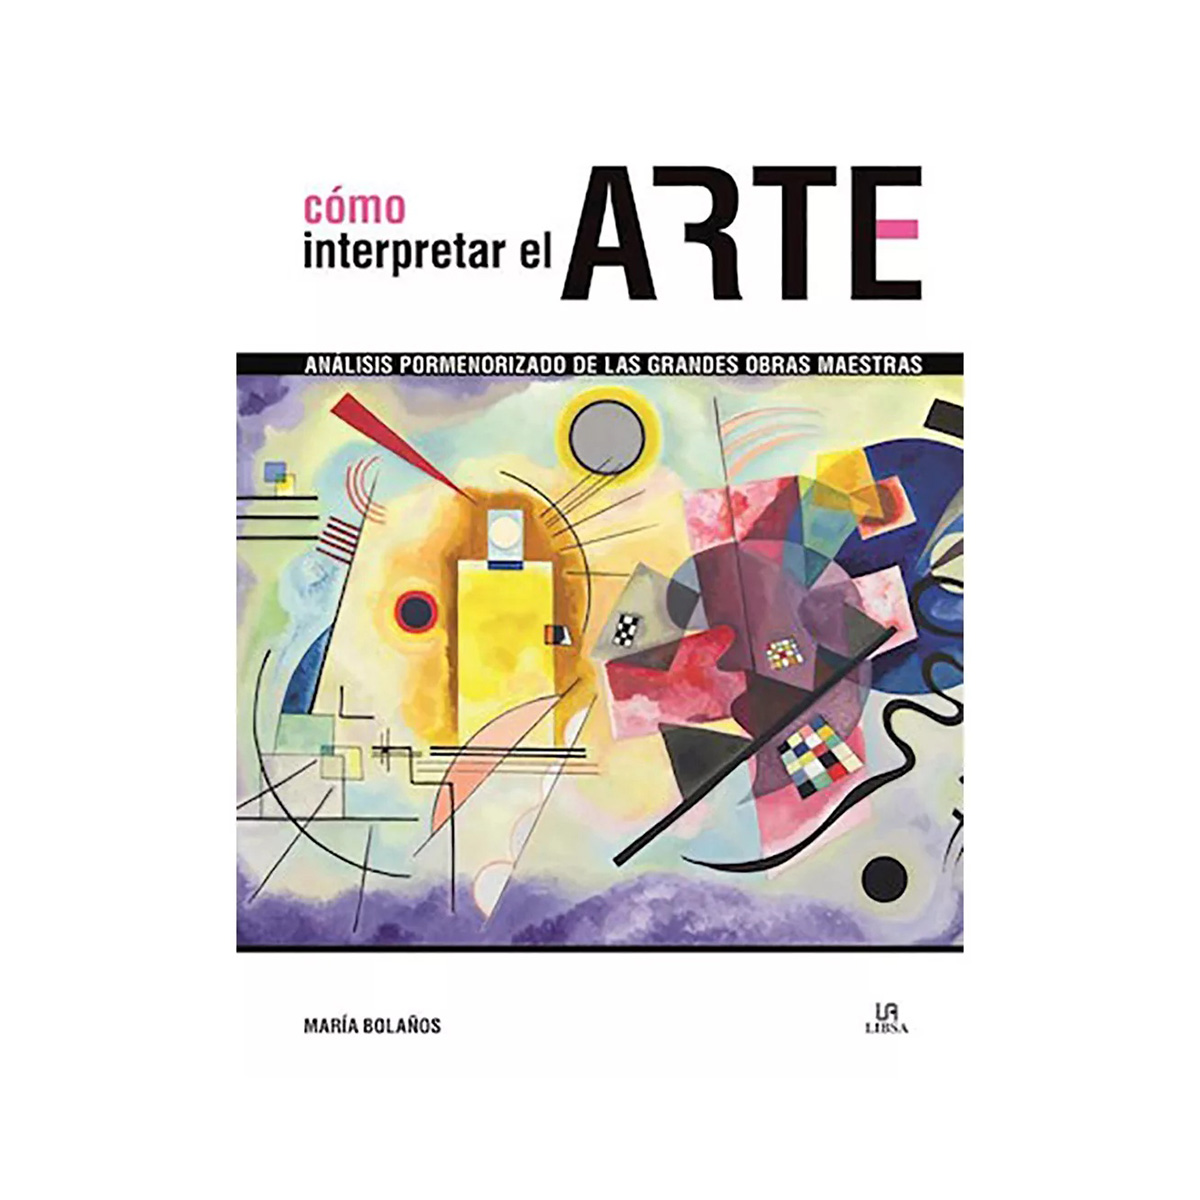 cómo
interpretar el ARTE
ANÁLISIS PORMENORIZADO DE LAS GRANDES OBRAS MAESTRAS
MARÍA BOLAÑOS
LIBSA